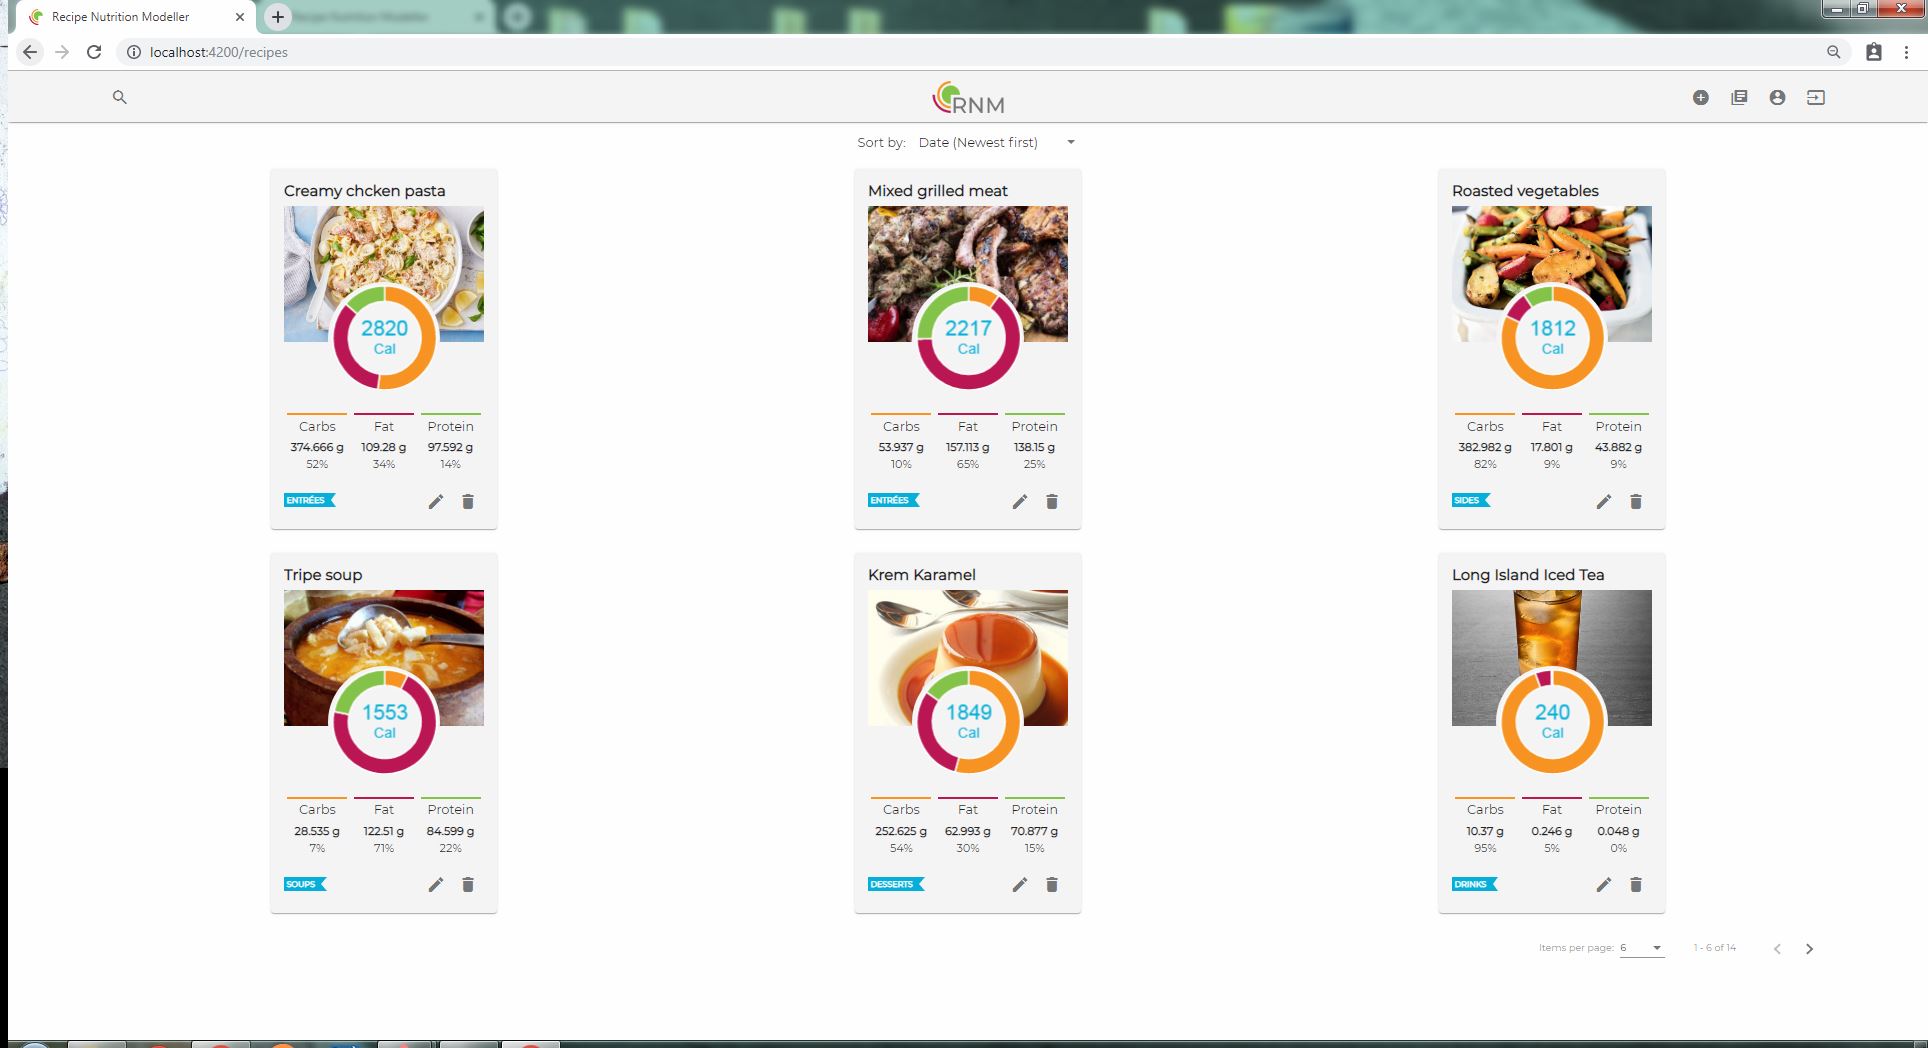 Recipe Nutrition Modeller
Recipe Nutrition Modeller
localhost:4200/recipes
RNM
Sort by: Date (Newest first)
Creamy chcken pasta
2820
Cal
Carbs Fat Protein
374.666 g 109.28 g 97.592 g
52% 34% 14%
ENTRÉES
Mixed grilled meat
2217
Cal
Carbs Fat Protein
53.937 g 157.113 g 138.15 g
10% 65% 25%
ENTRÉES
Roasted vegetables
1812
Cal
Carbs Fat Protein
382.982 g 17.801 g 43.882 g
82% 9% 9%
SIDES
Tripe soup
1553
Cal
Carbs Fat Protein
28.535 g 122.51 g 84.599 g
7% 71% 22%
SOUPS
Krem Karamel
1849
Cal
Carbs Fat Protein
252.625 g 62.993 g 70.877 g
54% 30% 15%
DESSERTS
Long Island Iced Tea
240
Cal
Carbs Fat Protein
10.37 g 0.246 g 0.048 g
95% 5% 0%
DRINKS
Items per page: 6 1 - 6 of 14